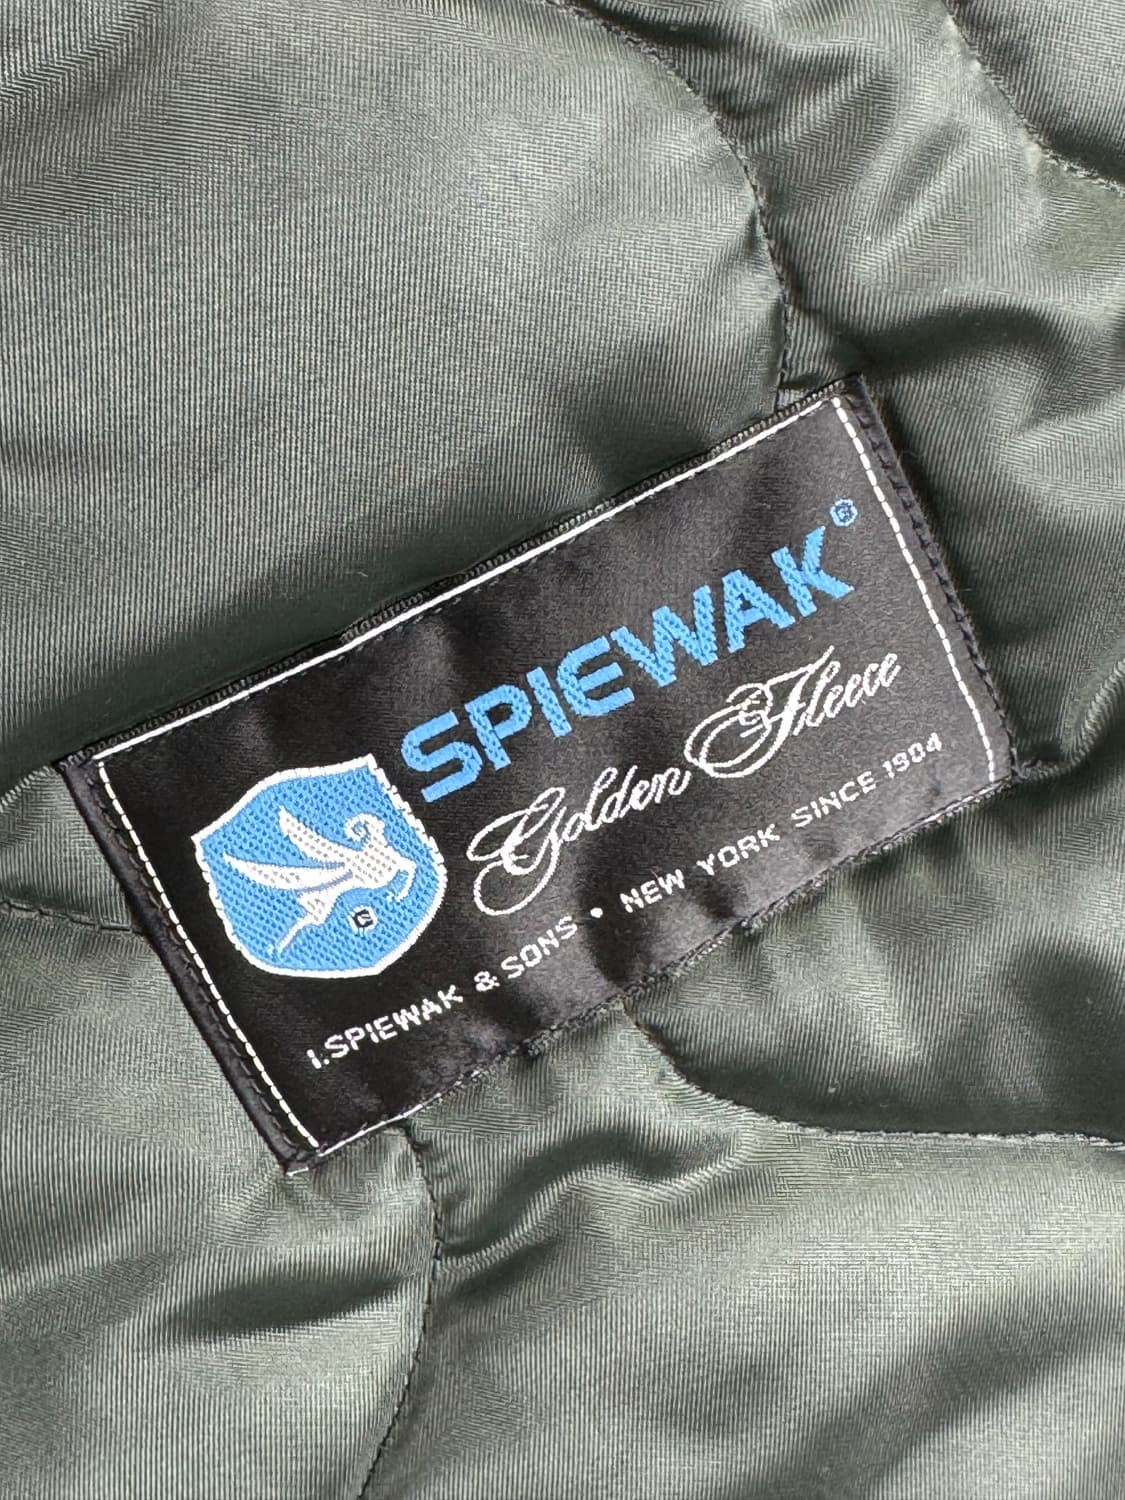 SPIEWAK®
Golden Fleece
I.SPIEWAK & SONS • NEW YORK SINCE 1904